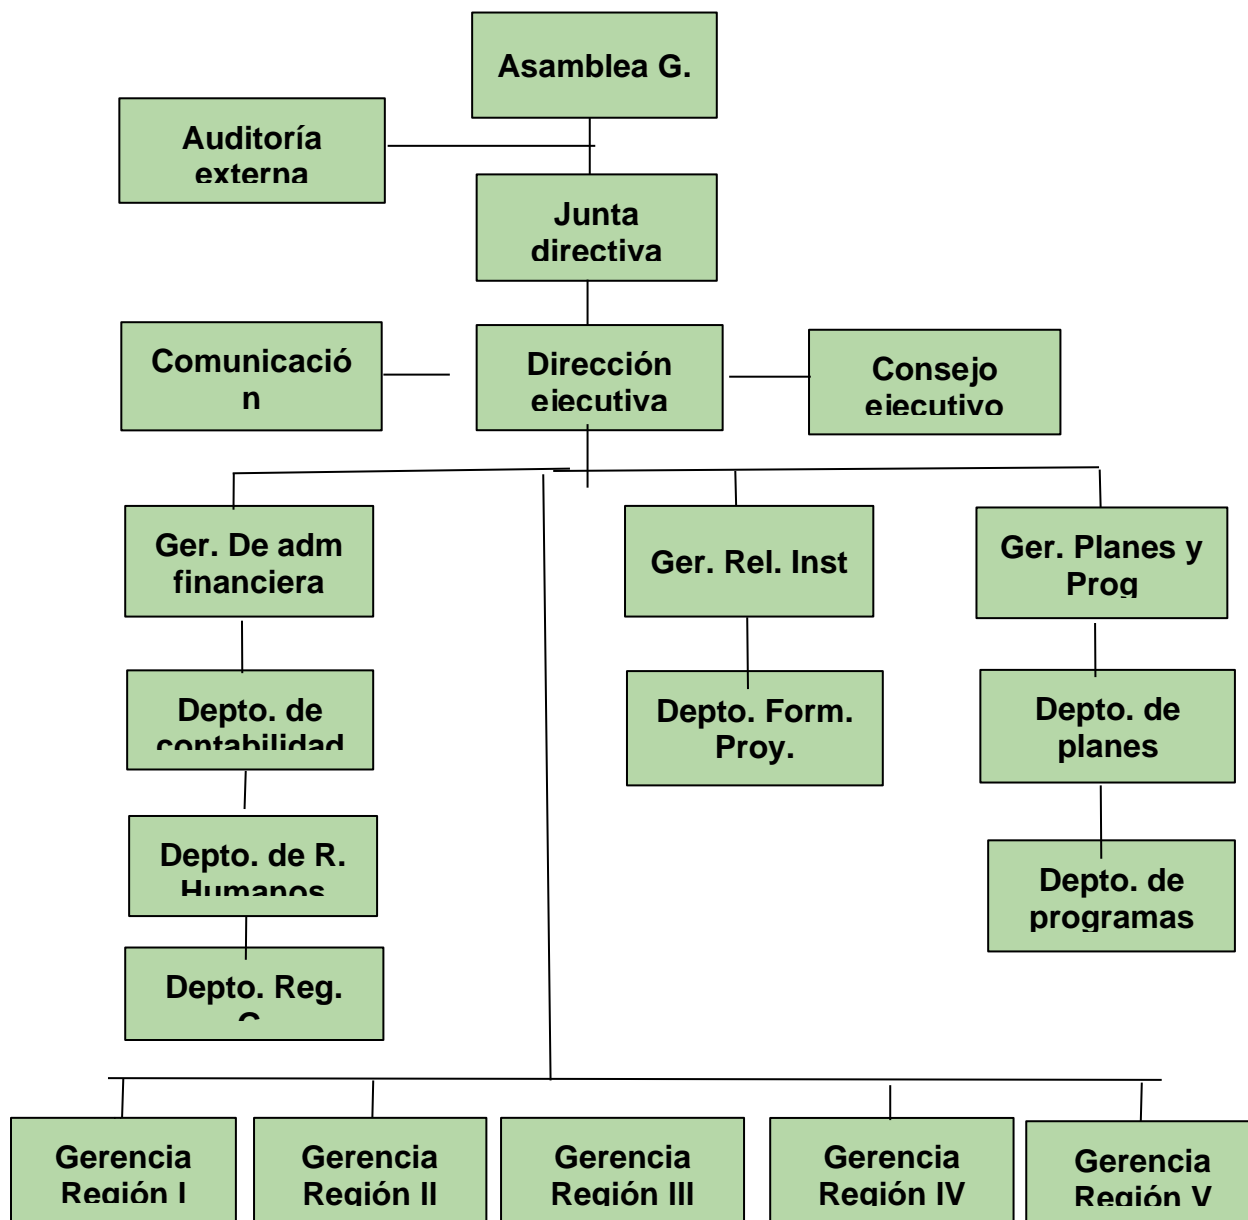 Asamblea G.
Auditoría
externa
Junta
directiva
Comunicació
n
Dirección
ejecutiva
Consejo
ejecutivo
Ger. De adm
financiera
Ger. Rel. Inst
Ger. Planes y
Prog
Depto. de
contabilidad
Depto. Form.
Proy.
Depto. de
planes
Depto. de R.
Humanos
Depto. de
programas
Depto. Reg.
Gerencia
Región I
Gerencia
Región II
Gerencia
Región III
Gerencia
Región IV
Gerencia
Región V